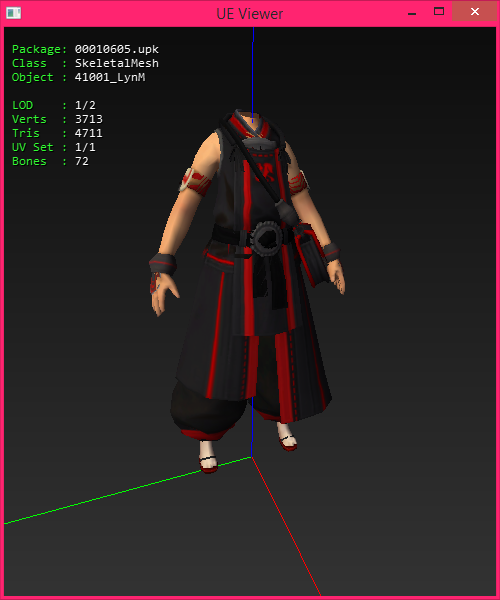 UE Viewer
Package: 00010605.upk
Class : SkeletalMesh
Object : 41001_LynM
LOD : 1/2
Verts : 3713
Tris : 4711
UV Set : 1/1
Bones : 72